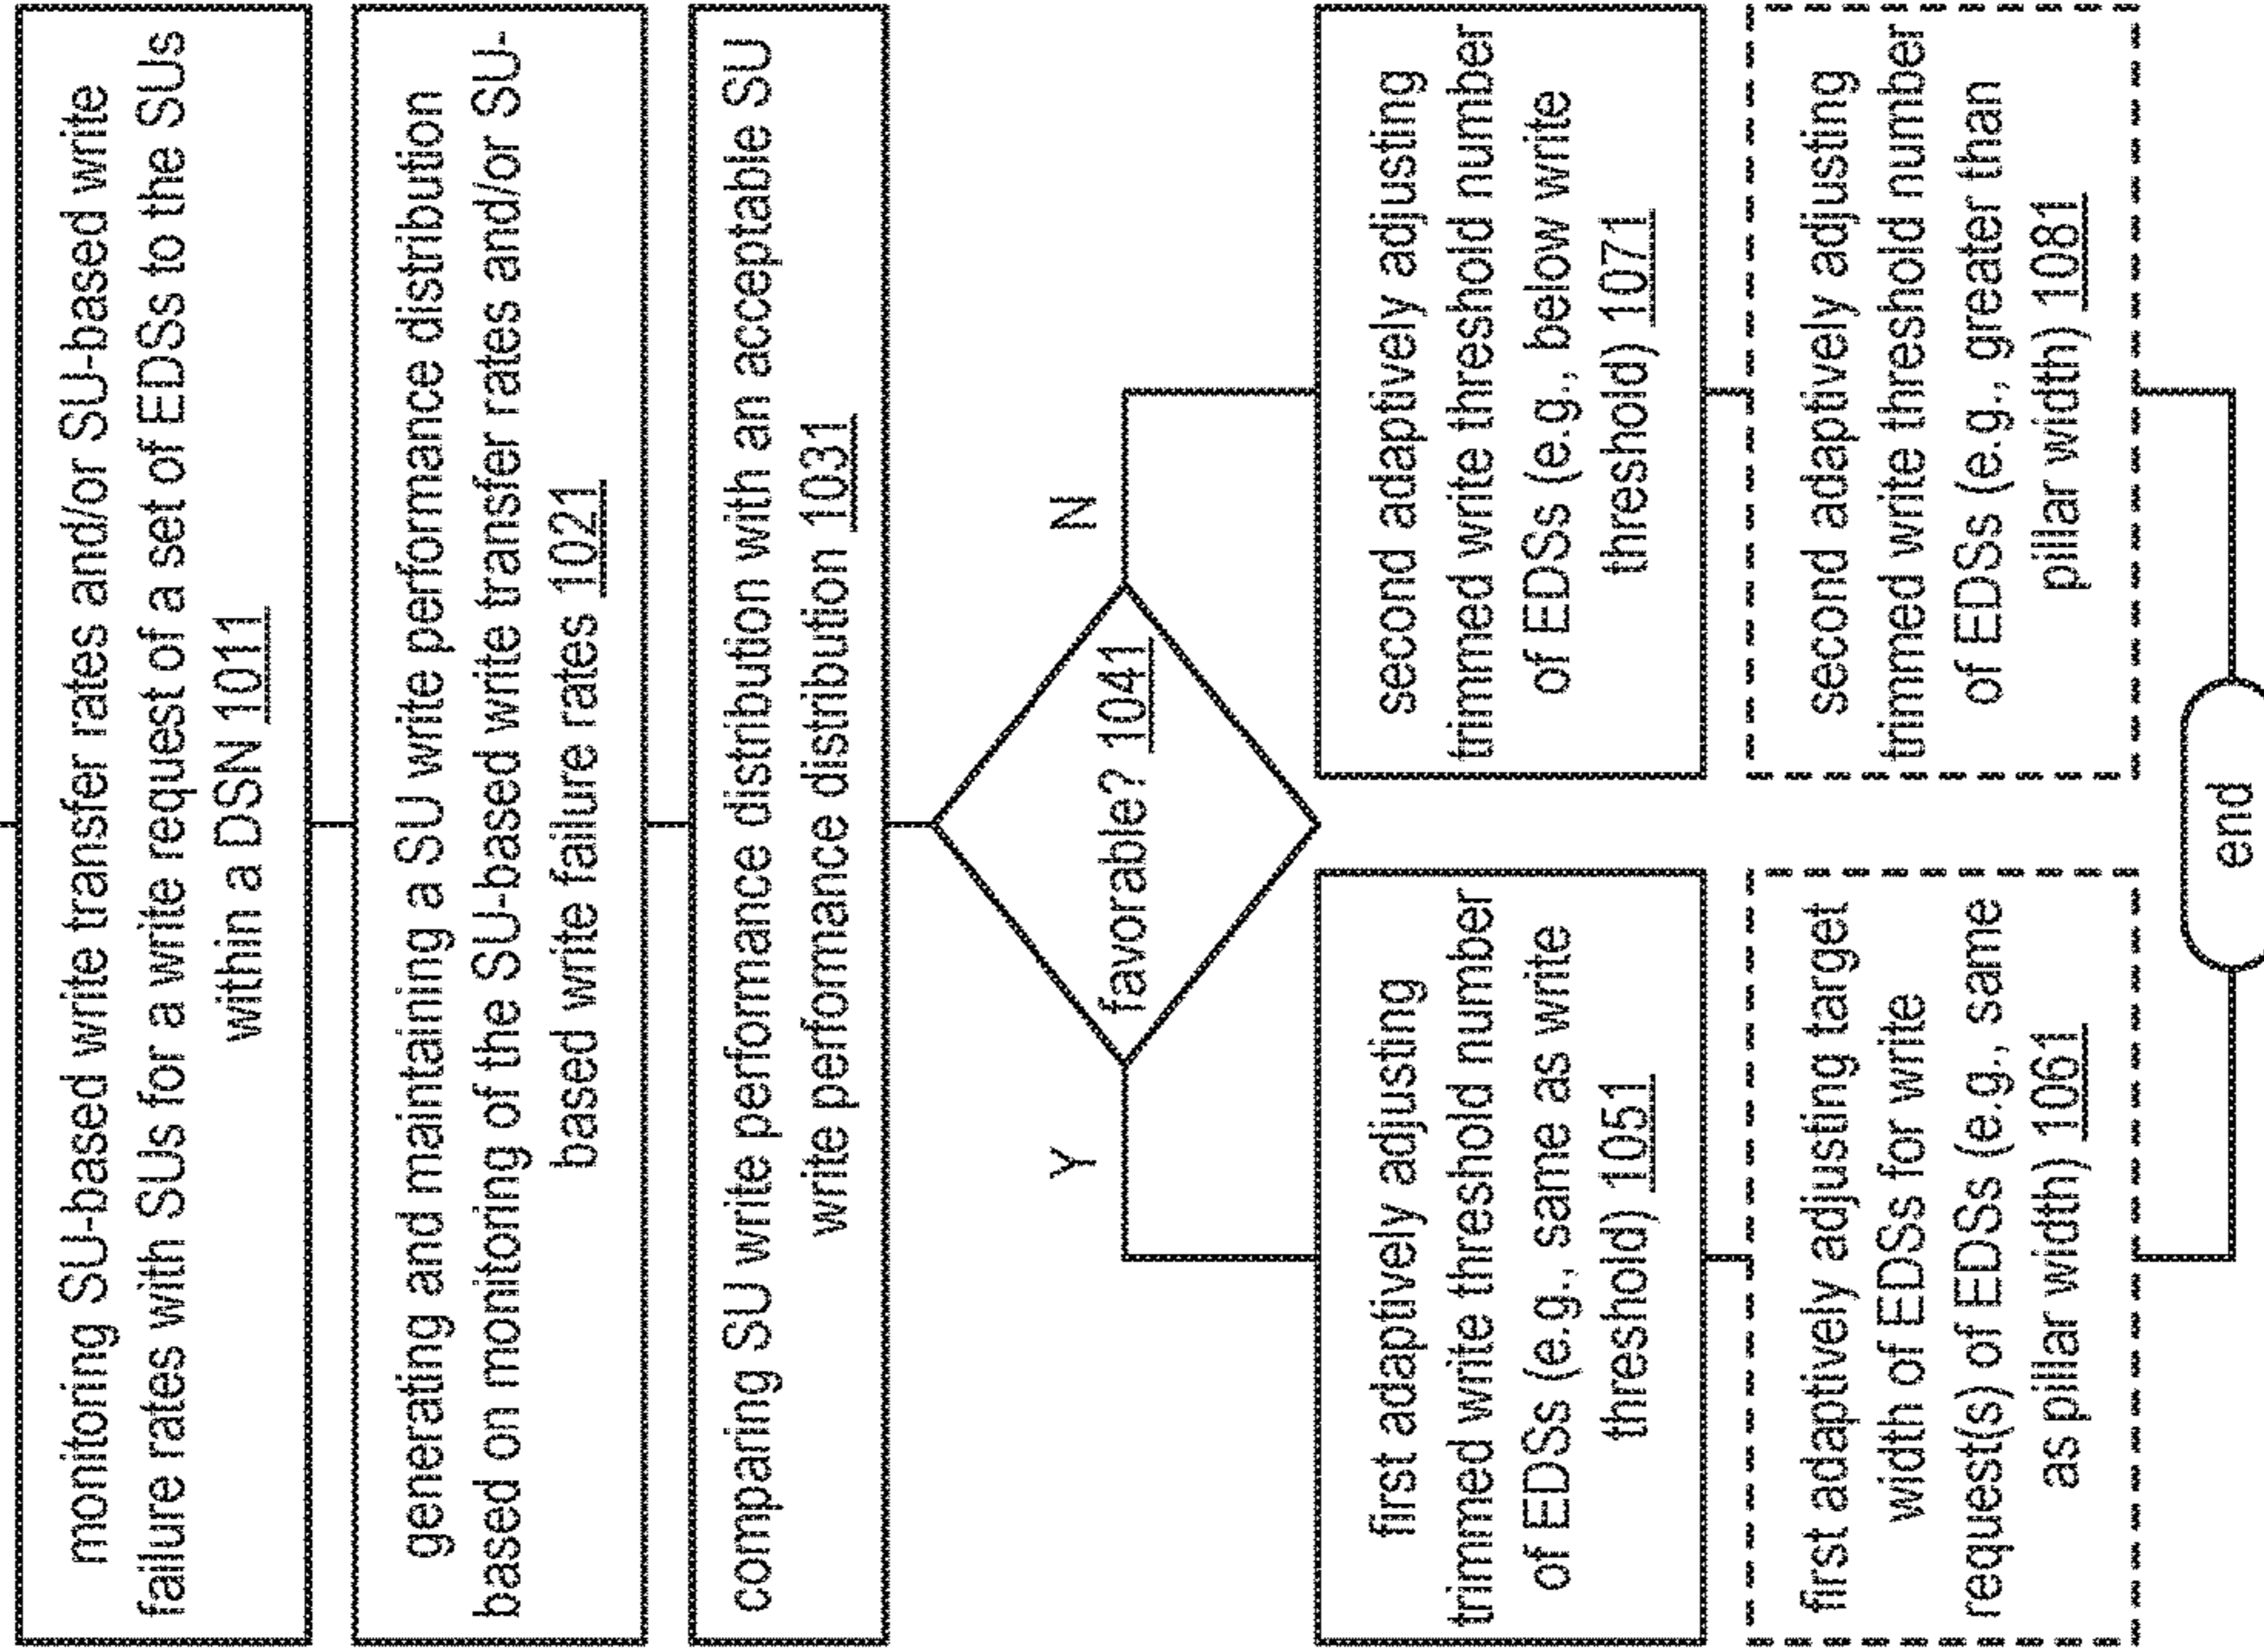 monitoring SU-based write transfer rates and/or SU-based write
failure rates with SUs for a write request of a set of EDSs to the SUs
within a DSN 1011
generating and maintaining a SU write performance distribution
based on monitoring of the SU-based write transfer rates and/or SU-
based write failure rates 1021
comparing SU write performance distribution with an acceptable SU
write performance distribution 1031
favorable? 1041
Y
N
first adaptively adjusting
trimmed write threshold number
of EDSs (e.g., same as write
threshold) 1051
second adaptively adjusting
trimmed write threshold number
of EDSs (e.g., below write
threshold) 1071
first adaptively adjusting target
width of EDSs for write
request(s) of EDSs (e.g., same
as pillar width) 1061
second adaptively adjusting
trimmed write threshold number
of EDSs (e.g., greater than
pillar width) 1081
end